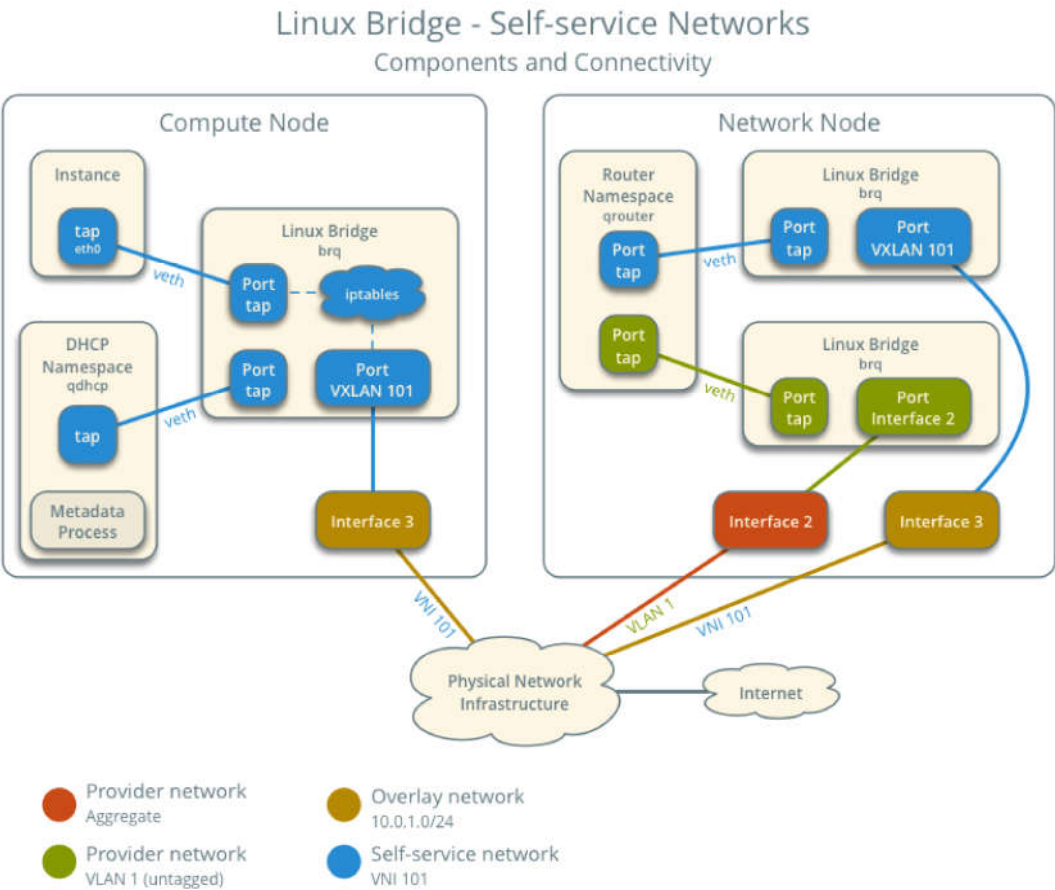 Linux Bridge - Self-service Networks
Components and Connectivity
Compute Node
Instance
tap
eth0
veth
Linux Bridge
brq
Port
tap
iptables
DHCP
Namespace
qdhcp
tap
veth
Port
tap
Port
VXLAN 101
Metadata
Process
Interface 3
Network Node
Router
Namespace
qrouter
Port
tap
veth
Linux Bridge
brq
Port
tap
Port
VXLAN 101
Port
tap
veth
Linux Bridge
brq
Port
tap
Port
Interface 2
Interface 2
Interface 3
VNI 101
VLAN 1
VNI 101
Physical Network
Infrastructure
Internet
Provider network
Aggregate
Overlay network
10.0.1.0/24
Provider network
VLAN 1 (untagged)
Self-service network
VNI 101